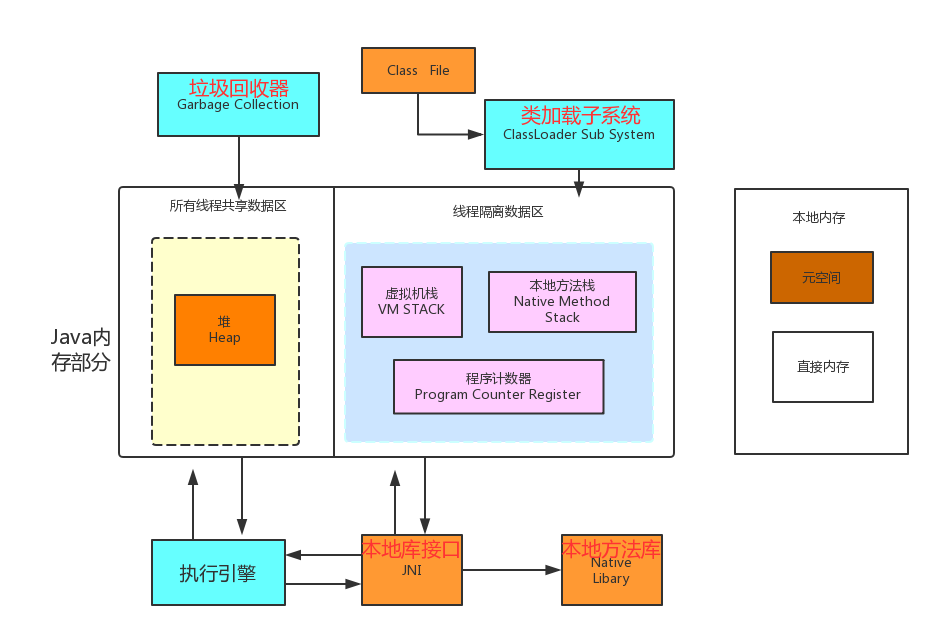 Class File
垃圾回收器
Garbage Collection
类加载子系统
ClassLoader Sub System
所有线程共享数据区
线程隔离数据区
本地内存
堆
Heap
虚拟机栈
VM STACK
本地方法栈
Native Method
Stack
程序计数器
Program Counter Register
元空间
直接内存
Java内
存部分
执行引擎
本地库接口
JNI
本地方法库
Native
Libary